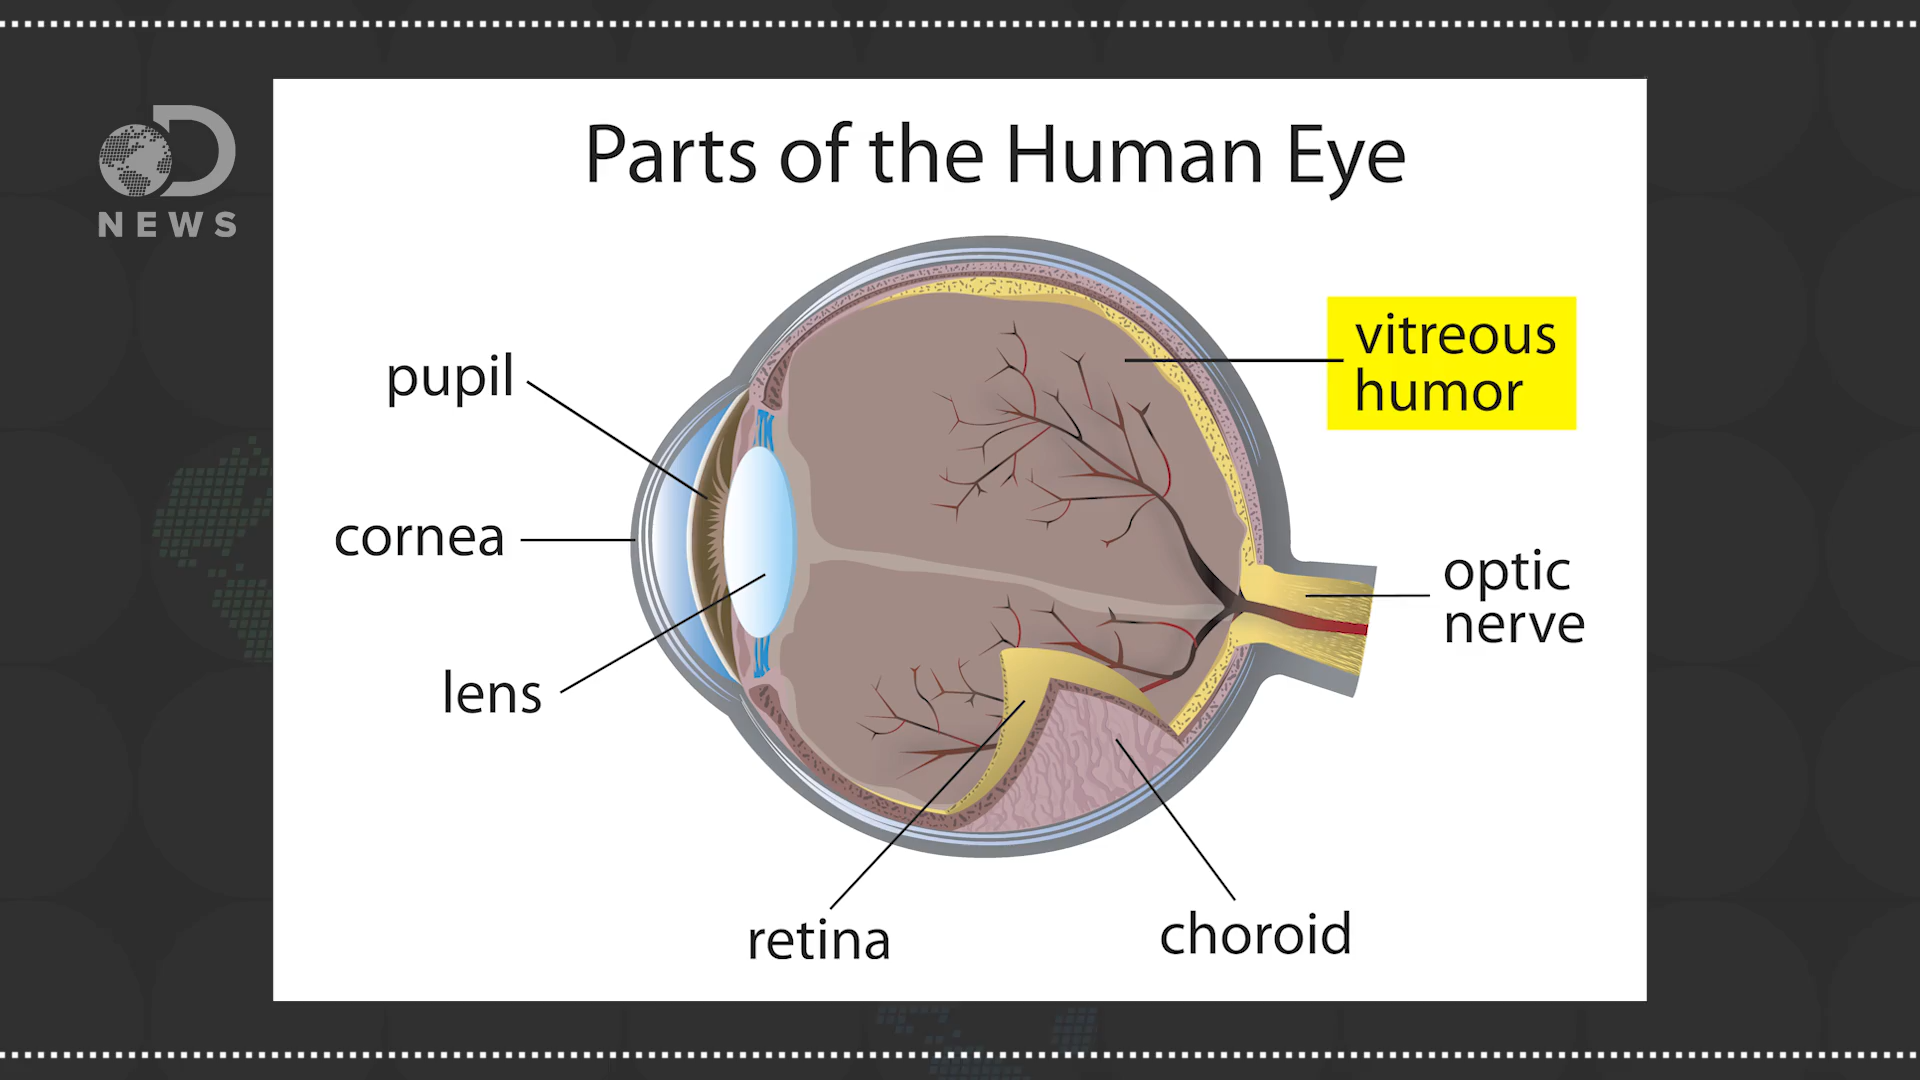 NEWS
Parts of the Human Eye
pupil
cornea
lens
vitreous
humor
optic
nerve
retina
choroid